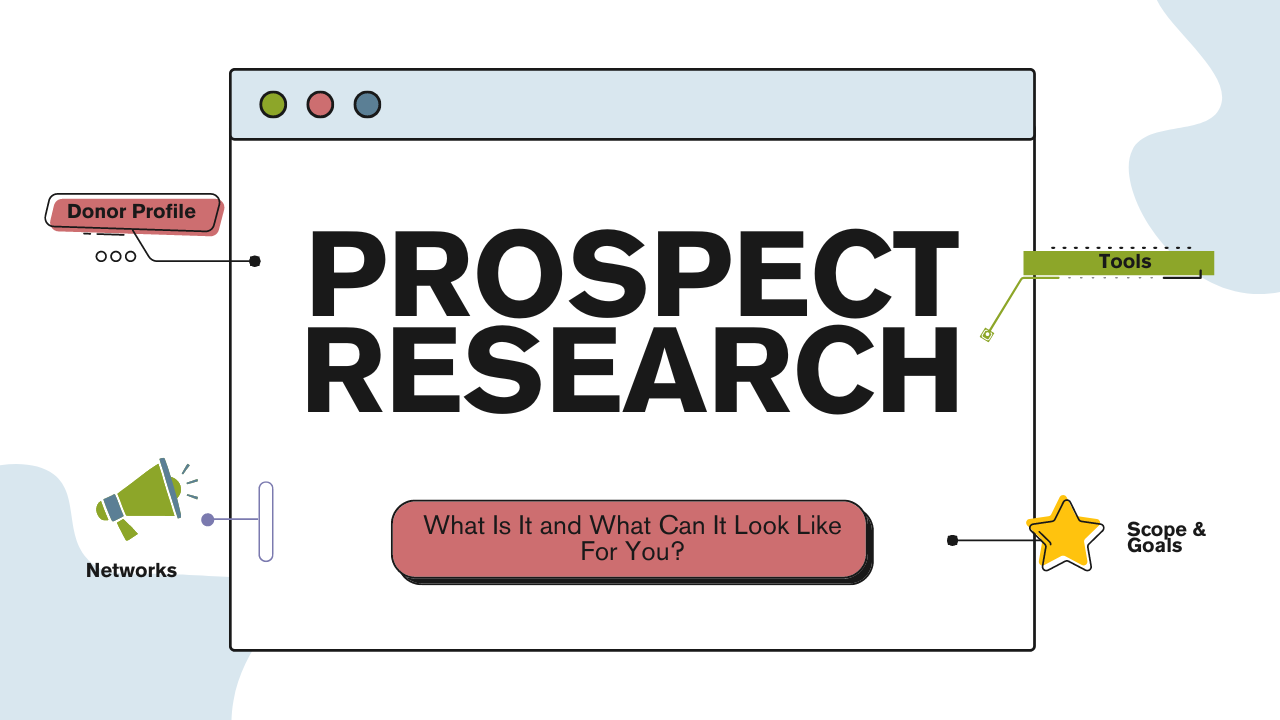 Donor Profile
PROSPECT
RESEARCH
Tools
What Is It and What Can It Look Like
For You?
Networks
Scope &
Goals